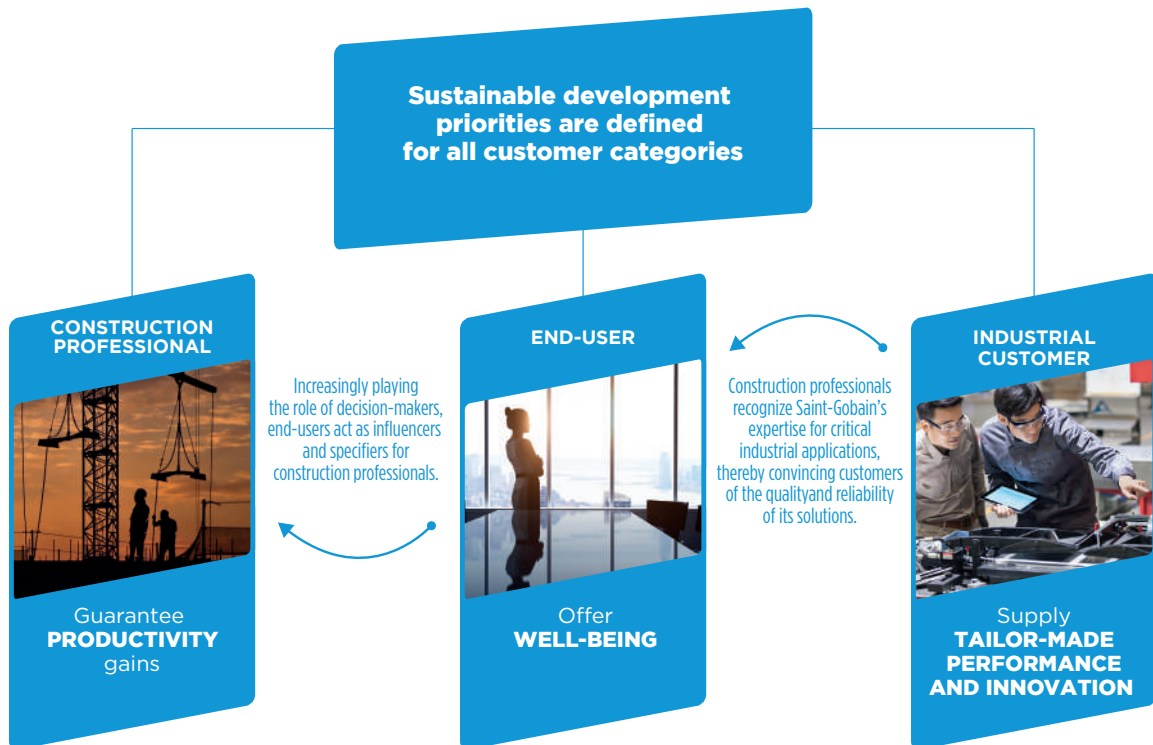 Sustainable development
priorities are defined
for all customer categories
CONSTRUCTION
PROFESSIONAL
Guarantee
PRODUCTIVITY
gains
Increasingly playing
the role of decision-makers,
end-users act as influencers
and specifiers for
construction professionals.
END-USER
Offer
WELL-BEING
Construction professionals
recognize Saint-Gobain's
expertise for critical
industrial applications,
thereby convincing customers
of the qualityand reliability
of its solutions.
INDUSTRIAL
CUSTOMER
Supply
TAILOR-MADE
PERFORMANCE
AND INNOVATION